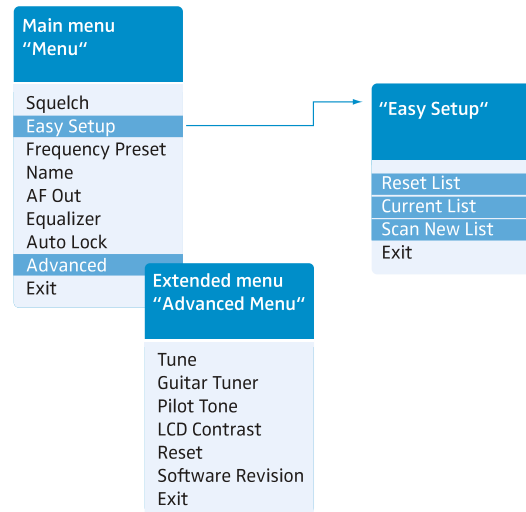 Main menu
“Menu“
Squelch
Easy Setup
Frequency Preset
Name
AF Out
Equalizer
Auto Lock
Advanced
Exit
“Easy Setup“
Reset List
Current List
Scan New List
Exit
Extended menu
“Advanced Menu“
Tune
Guitar Tuner
Pilot Tone
LCD Contrast
Reset
Software Revision
Exit